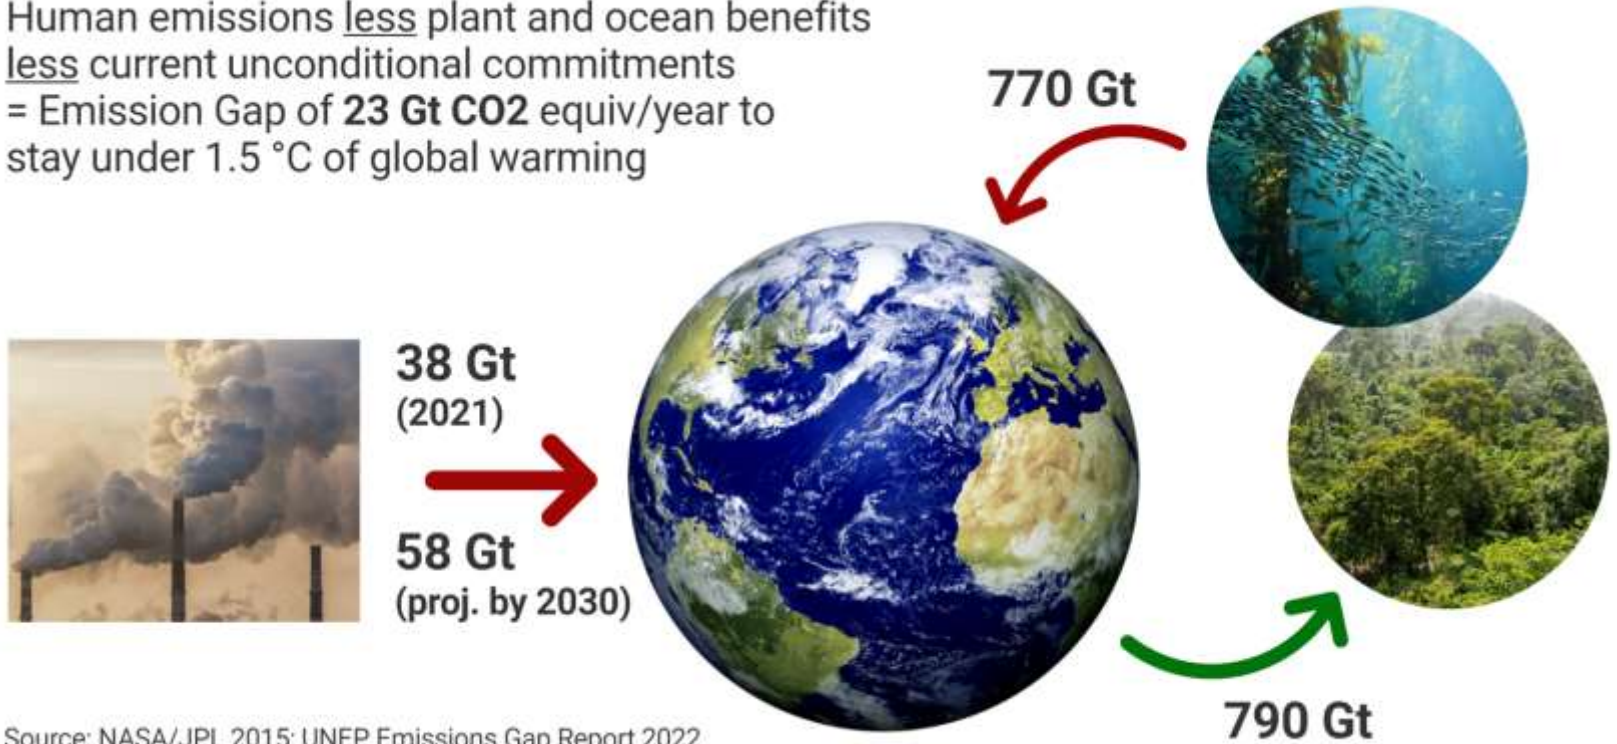 Human emissions less plant and ocean benefits
less current unconditional commitments
= Emission Gap of 23 Gt CO2 equiv/year to
stay under 1.5 °C of global warming
770 Gt
38 Gt
(2021)
58 Gt
(proj. by 2030)
790 Gt
Source: NASA/JPL 2015; UNEP Emissions Gap Report 2022